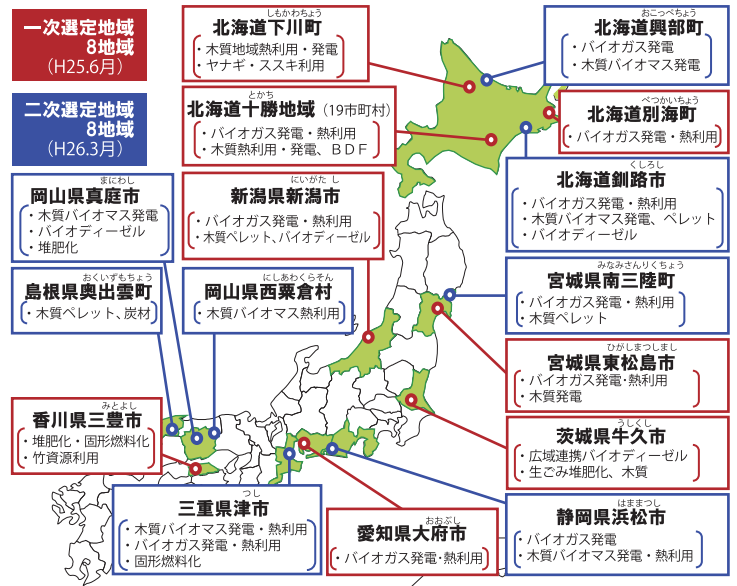 一次選定地域
8地域
(H25.6月)
二次選定地域
8地域
(H26.3月)
しもかわちょう
北海道下川町
・木質地域熱利用・発電
・ヤナギ・ススキ利用
おこっぺちょう
北海道興部町
・バイオガス発電
・木質バイオマス発電
とかち
北海道十勝地域(19市町村)
・バイオガス発電・熱利用
・木質熱利用・発電、BDF
べつかいちょう
北海道別海町
・バイオガス発電・熱利用
くしろし
北海道釧路市
・バイオガス発電・熱利用
・木質バイオマス発電、ペレット
・バイオディーゼル
まにわし
岡山県真庭市
・木質バイオマス発電
・バイオディーゼル
・堆肥化
にいがた し
新潟県新潟市
・バイオガス発電・熱利用
・木質ペレット、バイオディーゼル
おくいずもちょう
島根県奥出雲町
・木質ペレット、炭材
にしあわくらそん
岡山県西粟倉村
・木質バイオマス熱利用
みなみさんりくちょう
宮城県南三陸町
・バイオガス発電・熱利用
・木質ペレット
ひがしまつしまし
宮城県東松島市
・バイオガス発電・熱利用
・木質発電
うしくし
茨城県牛久市
・広域連携バイオディーゼル
・生ごみ堆肥化、木質
みとよし
香川県三豊市
・堆肥化・固形燃料化
・竹資源利用
つし
三重県津市
・木質バイオマス発電・熱利用
・バイオガス発電・熱利用
・固形燃料化
おおぶし
愛知県大府市
・バイオガス発電・熱利用
はままつし
静岡県浜松市
・バイオガス発電
・木質バイオマス発電・熱利用